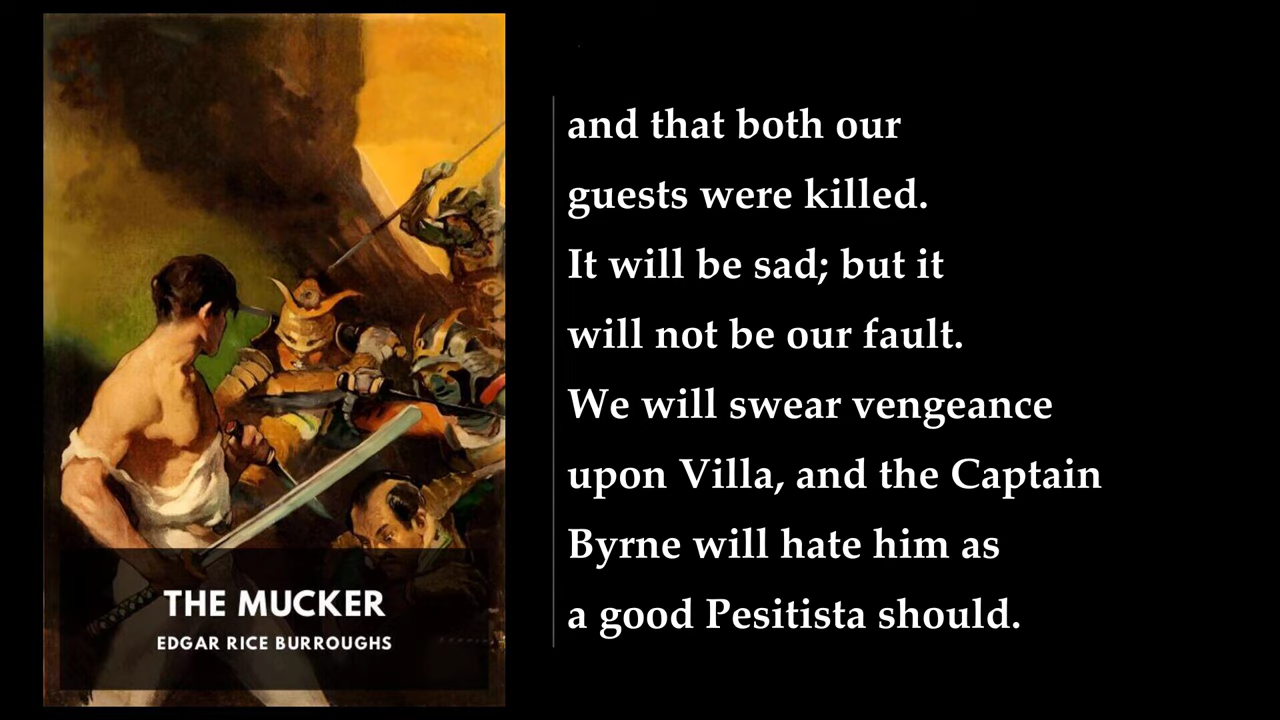 THE MUCKER
EDGAR RICE BURROUGHS
and that both our
guests were killed.
It will be sad; but it
will not be our fault.
We will swear vengeance
upon Villa, and the Captain
Byrne will hate him as
a good Pesitista should.